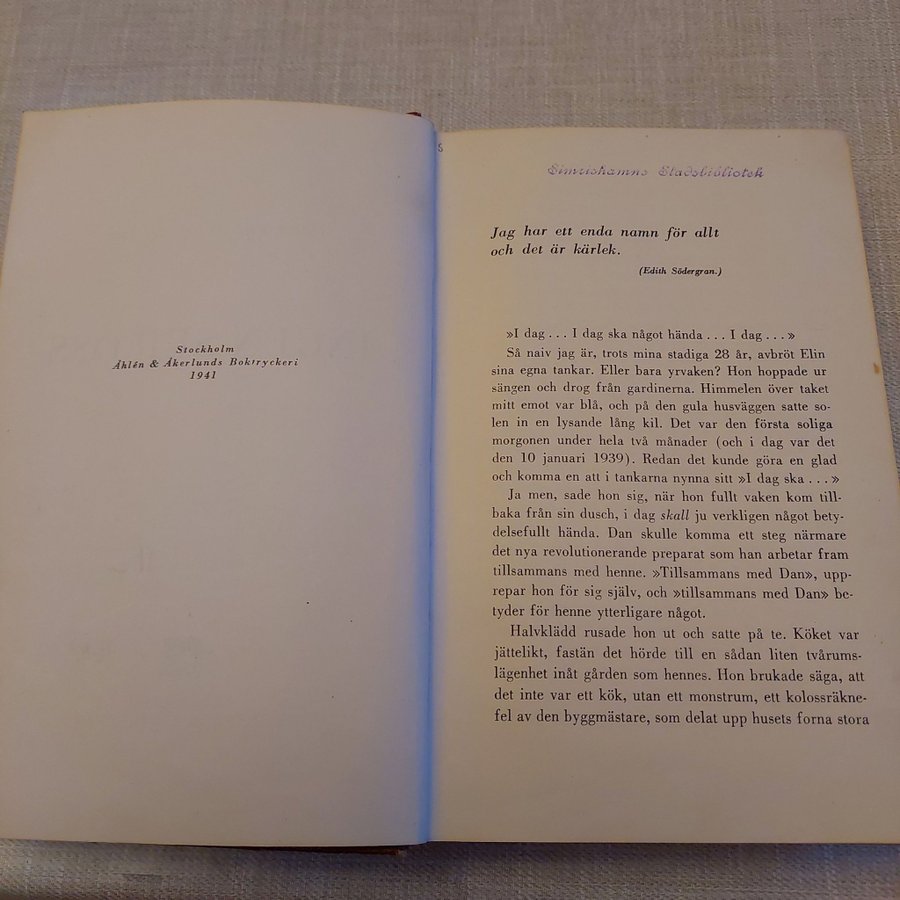 Stockholm
Åhlén & Åkerlunds Boktryckeri
1941
Simrishamns Stadsbibliotek
Jag har ett enda namn för allt
och det är kärlek.
(Edith Södergran.)
»I dag . . . I dag ska något hända . . . I dag . . .»
Så naiv jag är, trots mina stadiga 28 år, avbröt Elin
sina egna tankar. Eller bara yrvaken? Hon hoppade ur
sängen och drog från gardinerna. Himmelen över taket
mitt emot var blå, och på den gula husväggen satte so-
len in en lysande lång kil. Det var den första soliga
morgonen under hela två månader (och i dag var det
den 10 januari 1939). Redan det kunde göra en glad
och komma en att i tankarna nynna sitt »I dag ska . . .»
Ja men, sade hon sig, när hon fullt vaken kom till-
baka från sin dusch, i dag skall ju verkligen något bety-
delsefullt hända. Dan skulle komma ett steg närmare
det nya revolutionerande preparat som han arbetar fram
tillsammans med henne. »Tillsammans med Dan», upp-
repar hon för sig själv, och »tillsammans med Dan» be-
tyder för henne ytterligare något.
Halvklädd rusade hon ut och satte på te. Köket var
jättelikt, fastän det hörde till en sådan liten tvårums-
lägenhet inåt gården som hennes. Hon brukade säga, att
det inte var ett kök, utan ett monstrum, ett kolossräkne-
fel av den byggmästare, som delat upp husets forna stora